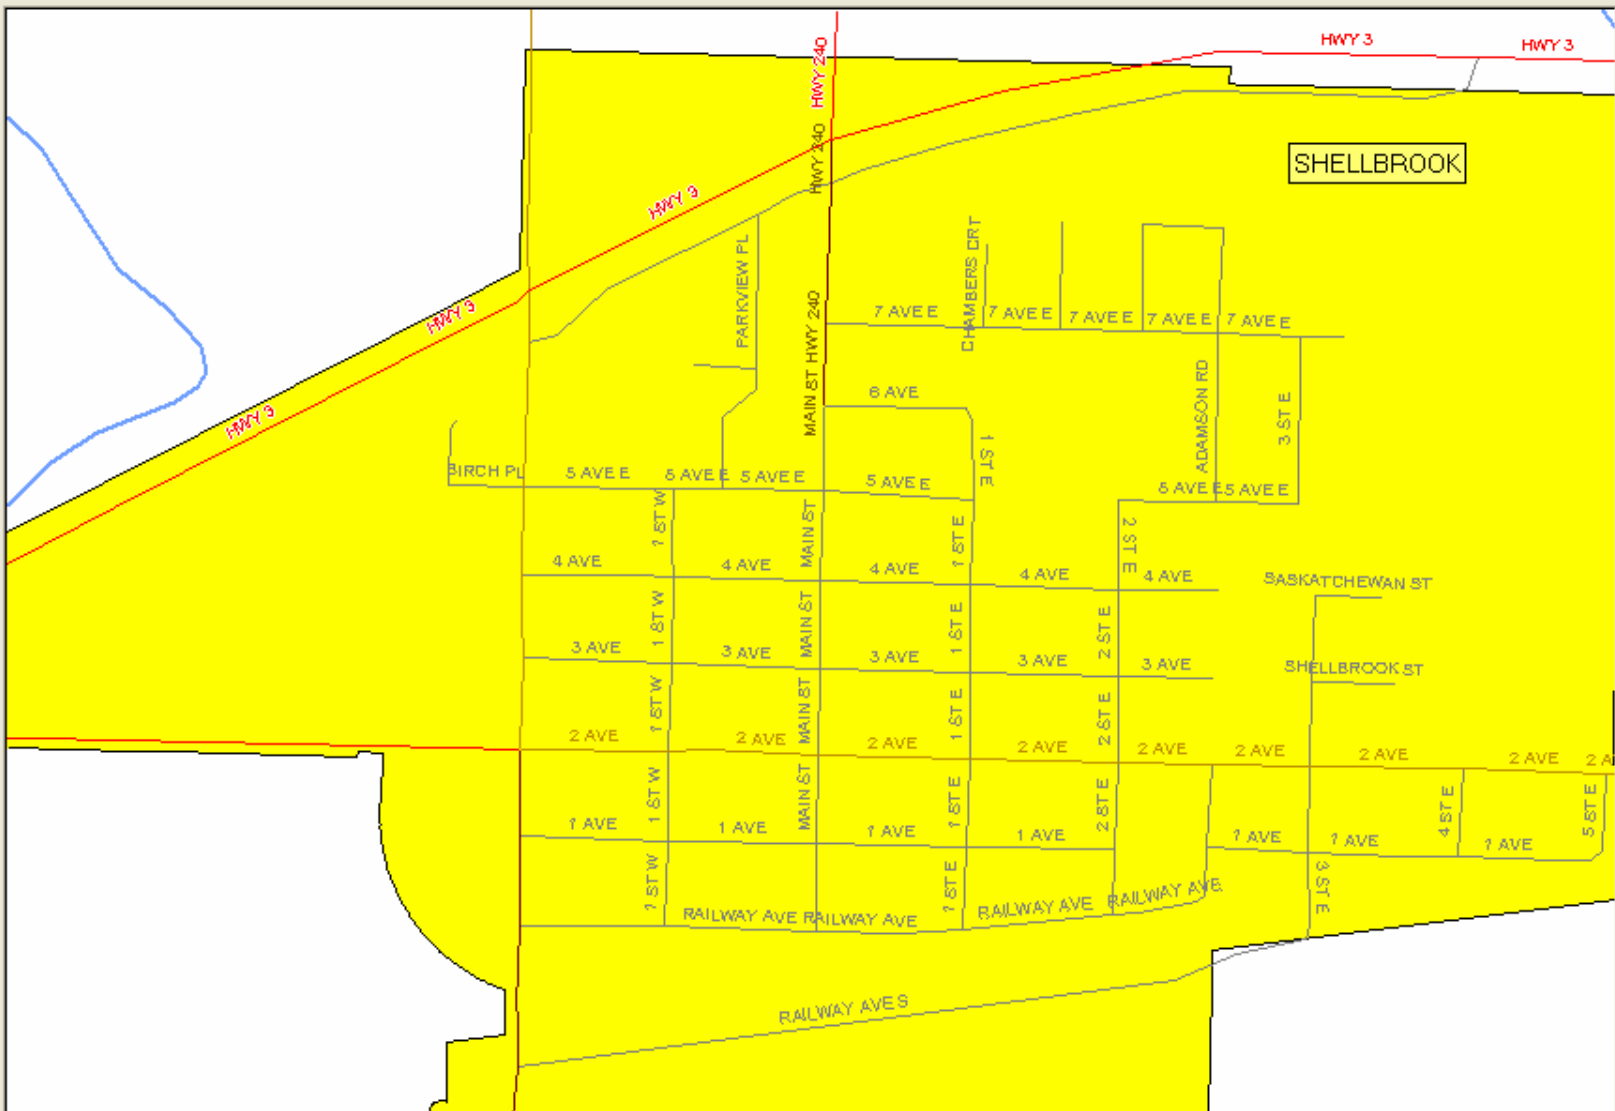 HWY 3
HWY 3
HWY 240
HWY 240
SHELLBROOK
HWY 3
CHAMBERS CRT
PARKVIEW PL
HWY 3
MAIN ST HWY 240
7 AVE E
7 AVE E
7 AVE E
7 AVE E
7 AVE E
HWY 3
6 AVE
ADAMSON RD
3 ST E
1 ST E
BIRCH PL
5 AVE E
5 AVE E
5 AVE E
5 AVE E
5 AVE E
5 AVE E
1 ST W
MAIN ST
1 ST E
2 ST E
4 AVE
4 AVE
4 AVE
4 AVE
4 AVE
SASKATCHEWAN ST
1 ST W
MAIN ST
1 ST E
2 ST E
3 AVE
3 AVE
3 AVE
3 AVE
3 AVE
SHELLBROOK ST
1 ST W
MAIN ST
1 ST E
2 ST E
2 AVE
2 AVE
2 AVE
2 AVE
2 AVE
2 AVE
2 AVE
2 AVE
2 A
1 ST W
MAIN ST
1 ST E
2 ST E
4 ST E
5 ST E
1 AVE
1 AVE
1 AVE
1 AVE
1 AVE
1 AVE
1 AVE
1 ST W
1 ST E
3 ST E
RAILWAY AVE
RAILWAY AVE
RAILWAY AVE
RAILWAY AVE
RAILWAY AVE S